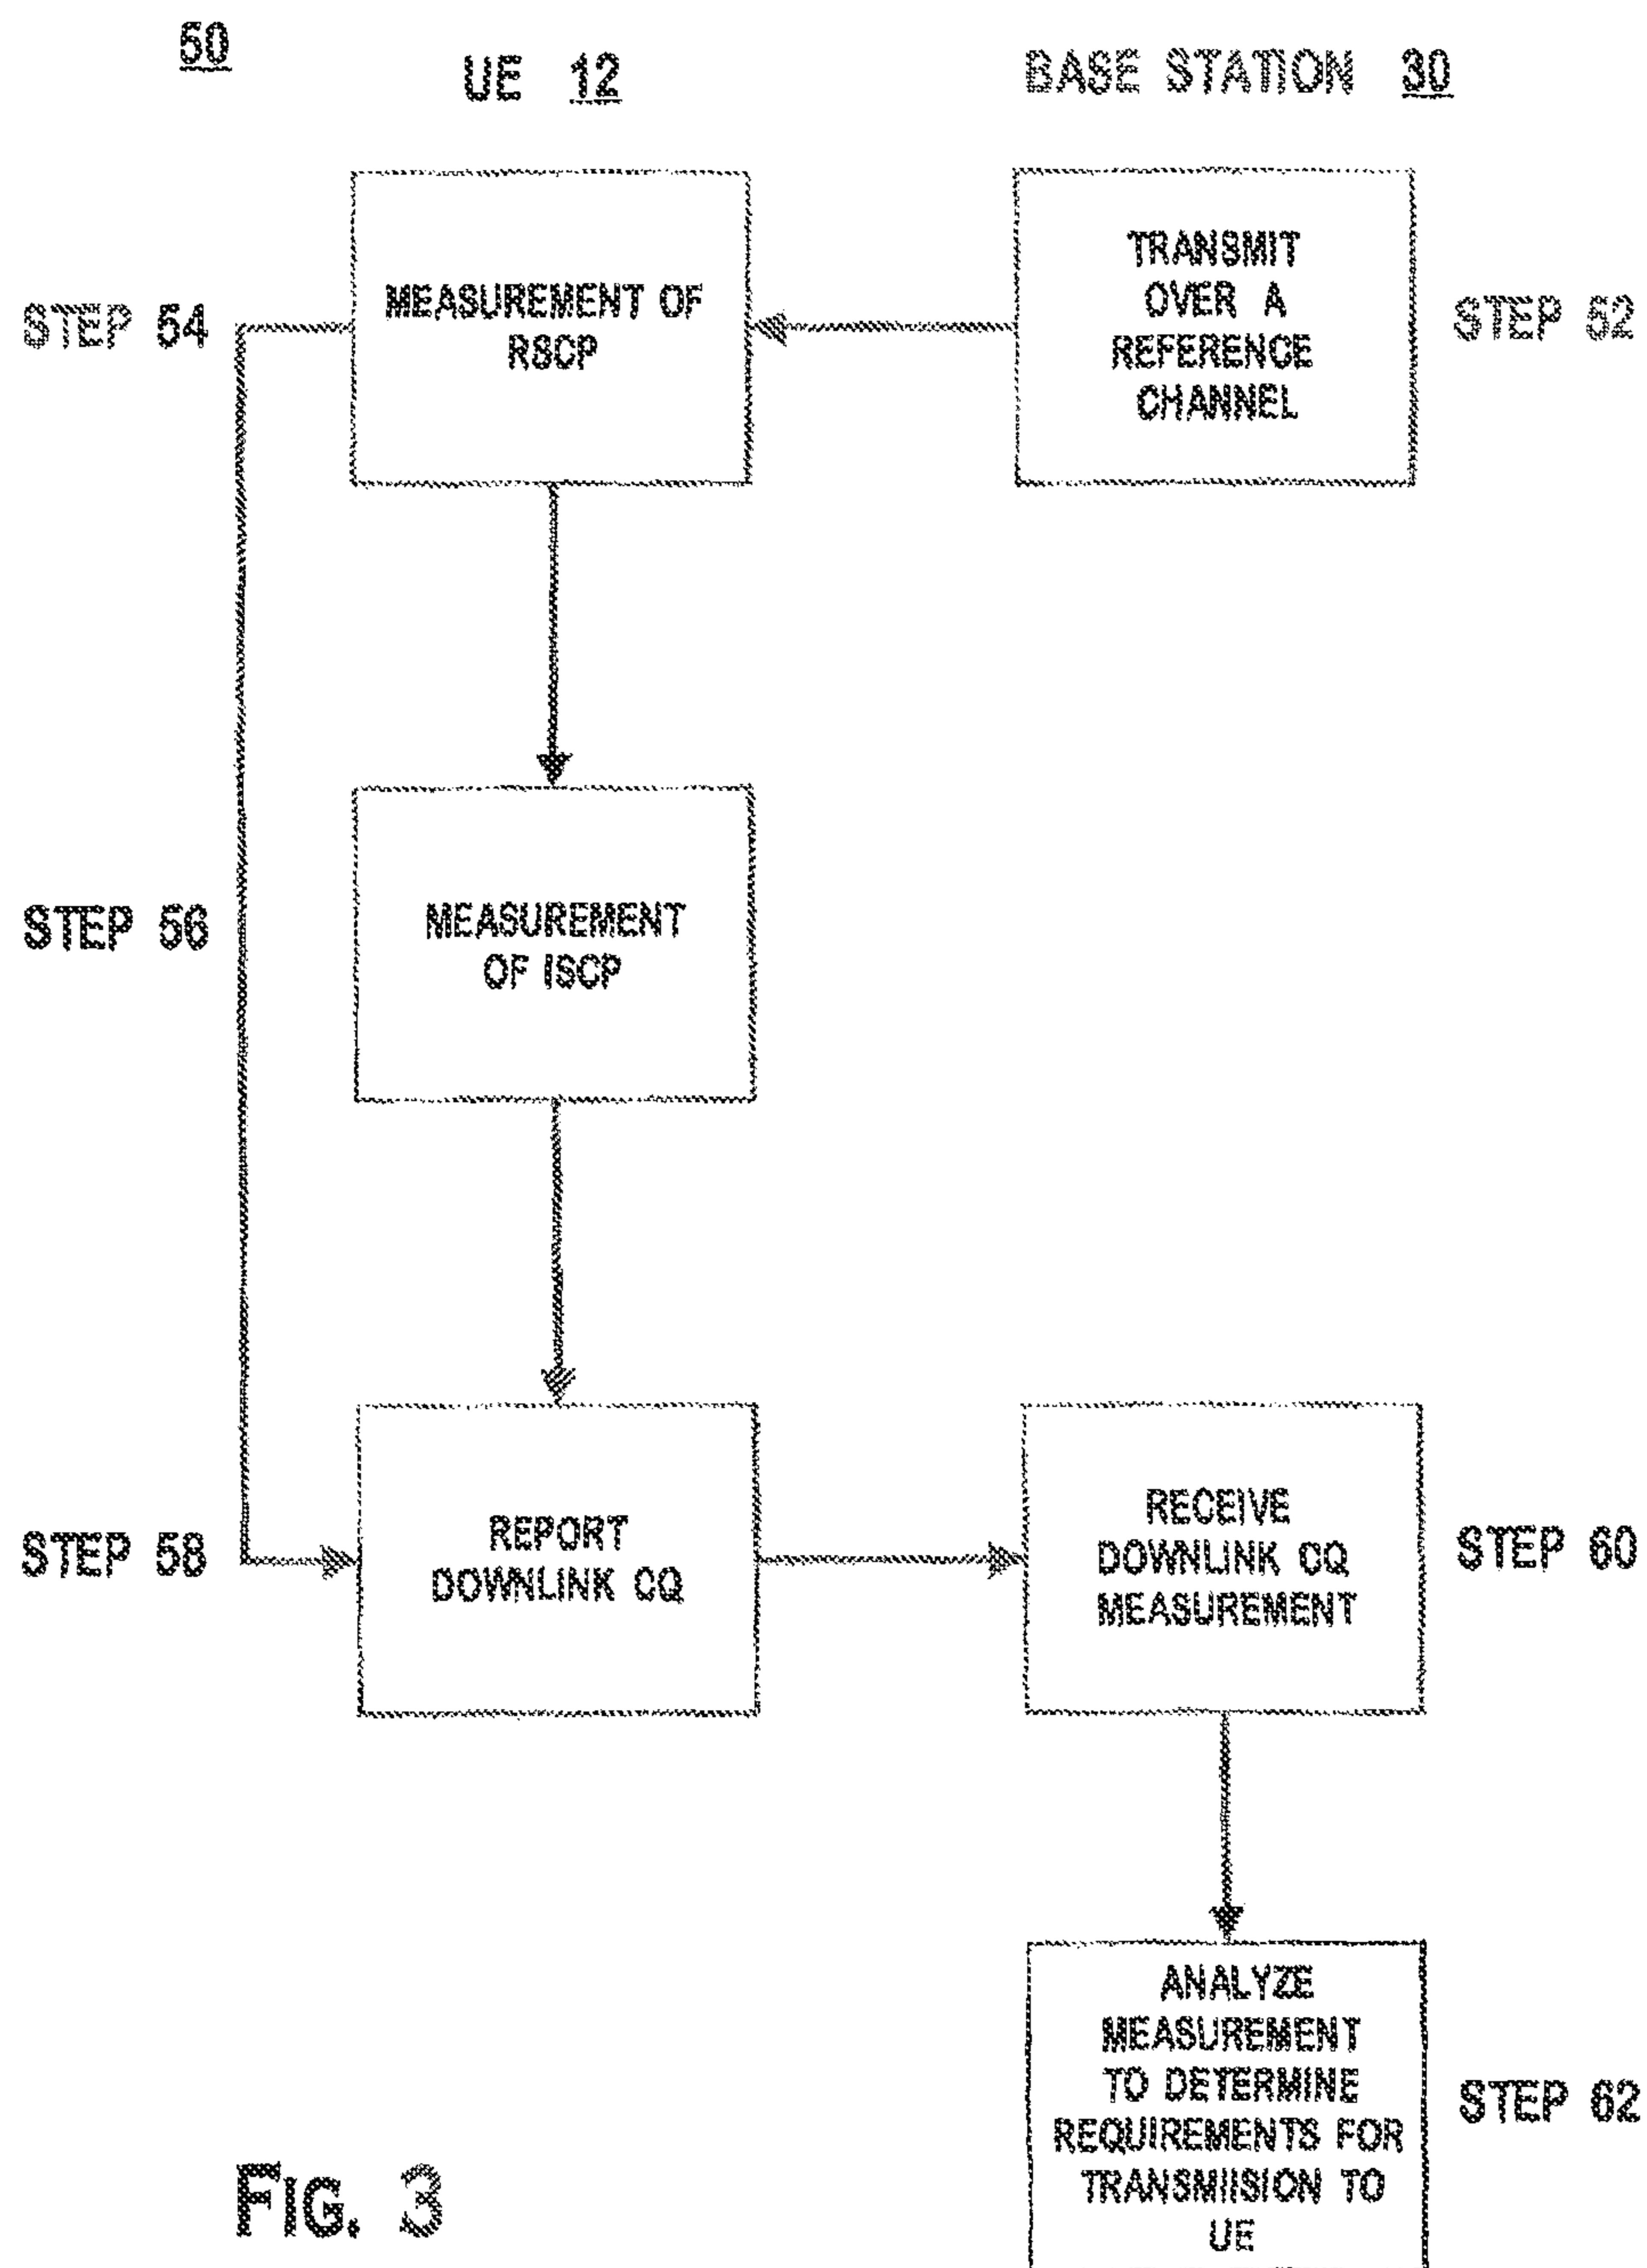 50
UE 12
BASE STATION 30
TRANSMIT
OVER A
REFERENCE
CHANNEL
STEP 52
MEASUREMENT OF
RSCP
STEP 54
STEP 56
MEASUREMENT
OF ISCP
STEP 58
REPORT
DOWNLINK CQ
RECEIVE
DOWNLINK CQ
MEASUREMENT
STEP 60
ANALYZE
MEASUREMENT
TO DETERMINE
REQUIREMENTS FOR
TRANSMIISION TO
UE
STEP 62
FIG. 3